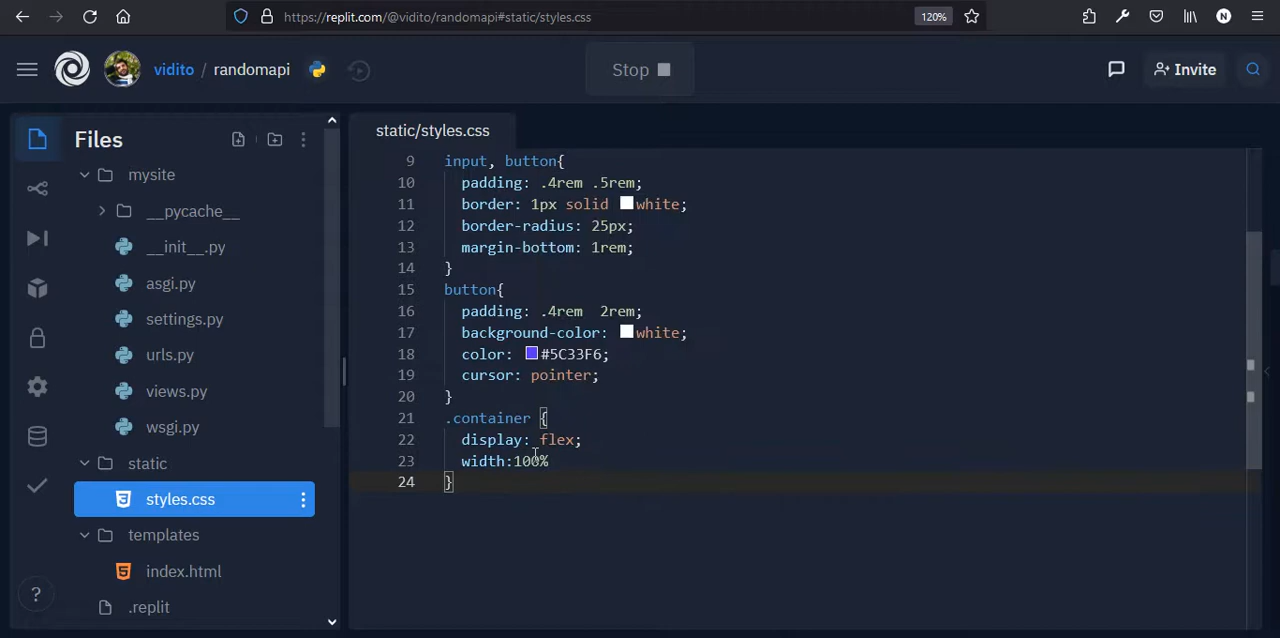 https://replit.com/@vidito/randomapi#static/styles.css
120%
N
vidito / randomapi
Stop
Invite
Files
mysite
__pycache__
__init__.py
asgi.py
settings.py
urls.py
views.py
wsgi.py
static
styles.css
templates
index.html
.replit
?
static/styles.css
9 input, button{
10 padding: .4rem .5rem;
11 border: 1px solid white;
12 border-radius: 25px;
13 margin-bottom: 1rem;
14 }
15 button{
16 padding: .4rem  2rem;
17 background-color: white;
18 color: #5C33F6;
19 cursor: pointer;
20 }
21 .container {
22 display: flex;
23 width:100%
24 }